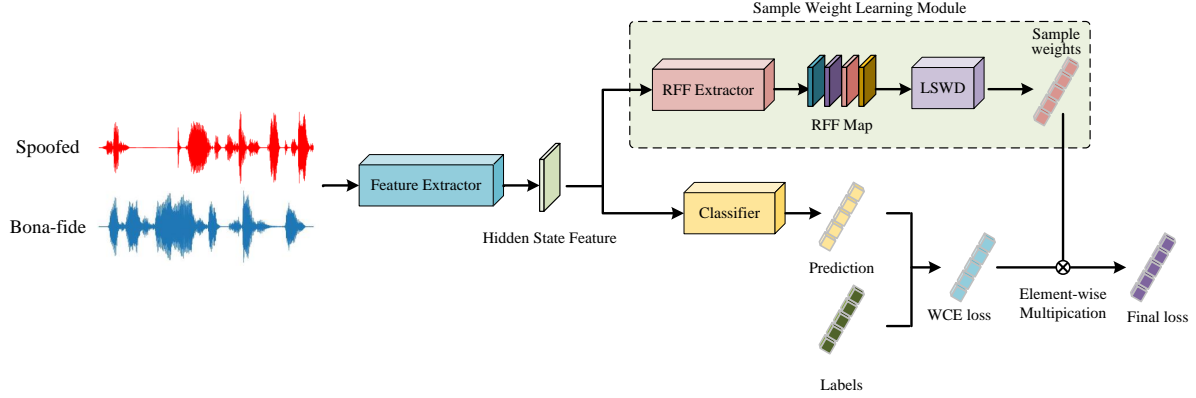 Sample Weight Learning Module
Sample
weights
RFF Extractor
LSWD
RFF Map
Spoofed
Feature Extractor
Bona-fide
Classifier
Hidden State Feature
Prediction
WCE loss
Element-wise
Multipication
Final loss
Labels